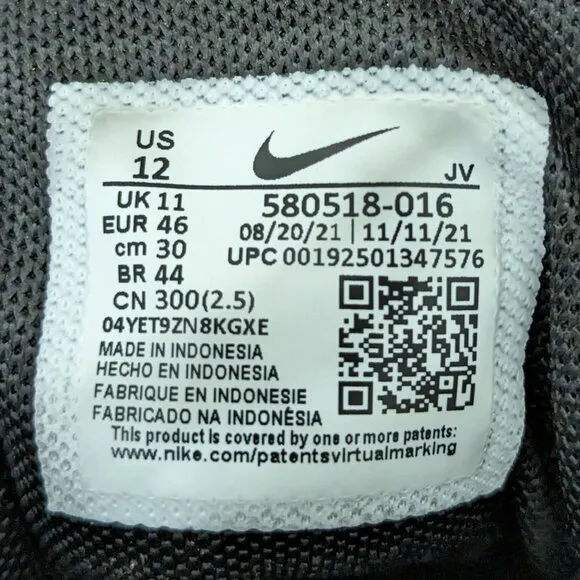 US
12
JV
UK 11
EUR 46
cm 30
BR 44
CN 300(2.5)
580518-016
08/20/21 | 11/11/21
UPC 00192501347576
04YET9ZN8KGXE
MADE IN INDONESIA
HECHO EN INDONESIA
FABRIQUE EN INDONESIE
FABRICADO NA INDONÉSIA
This product is covered by one or more patents:
www.nike.com/patentsvirtualmarking